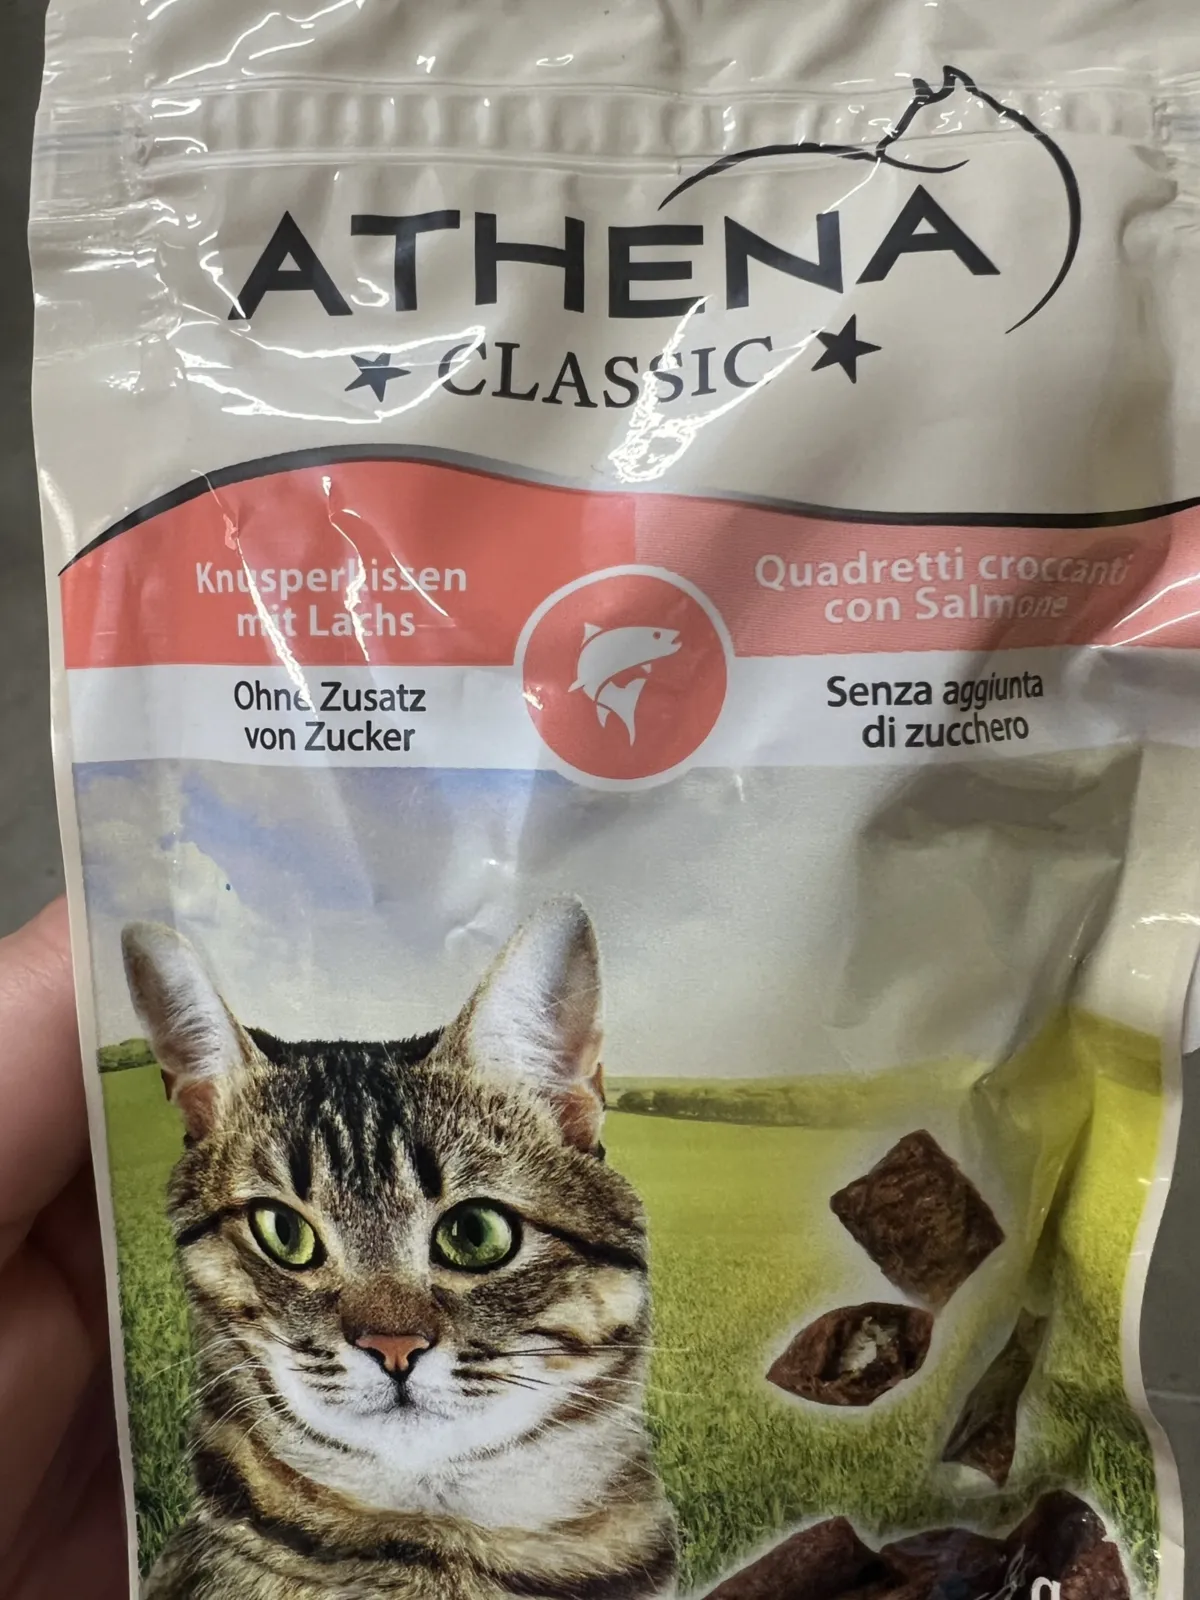 ATHENA
CLASSIC
Knusperkissen
mit Lachs
Quadretti croccanti
con Salmone
Ohne Zusatz
von Zucker
Senza aggiunta
di zucchero
g